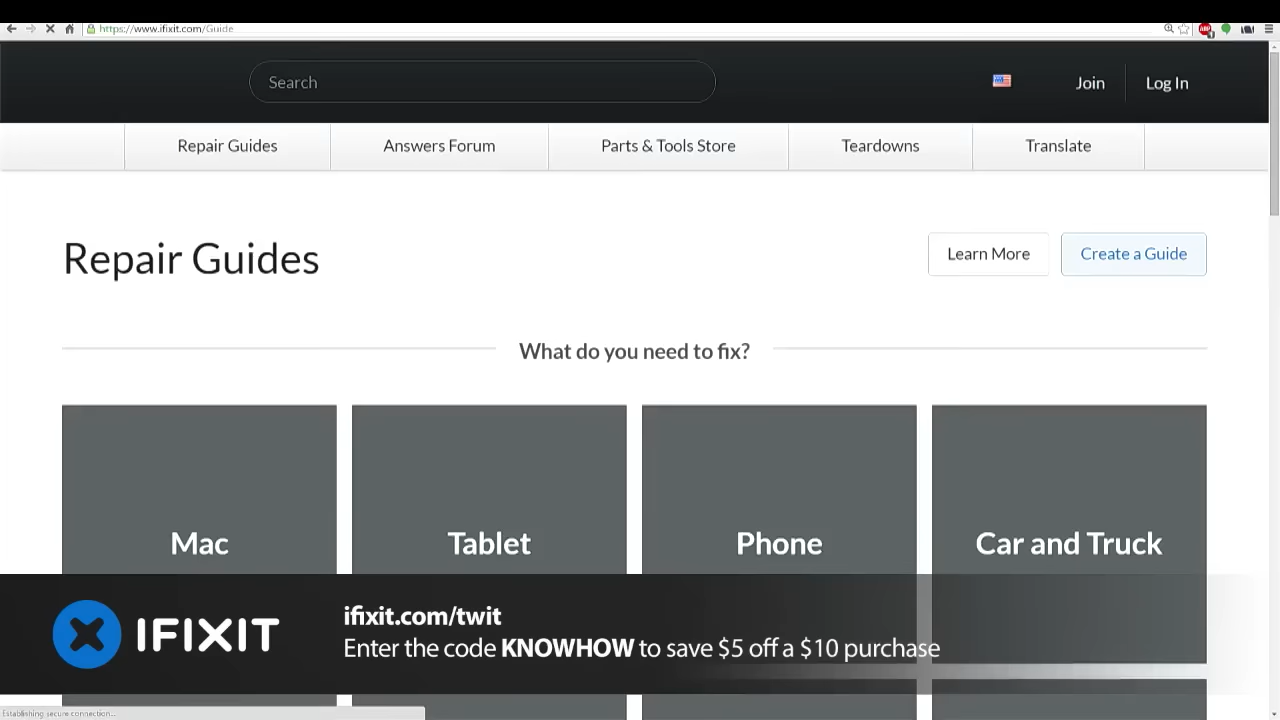 https://www.ifixit.com/Guide
ABP
Search
Join
Log In
Repair Guides
Answers Forum
Parts & Tools Store
Teardowns
Translate
Repair Guides
Learn More
Create a Guide
What do you need to fix?
Mac
Tablet
Phone
Car and Truck
IFIXIT
ifixit.com/twit
Enter the code KNOWHOW to save $5 off a $10 purchase
Establishing secure connection...